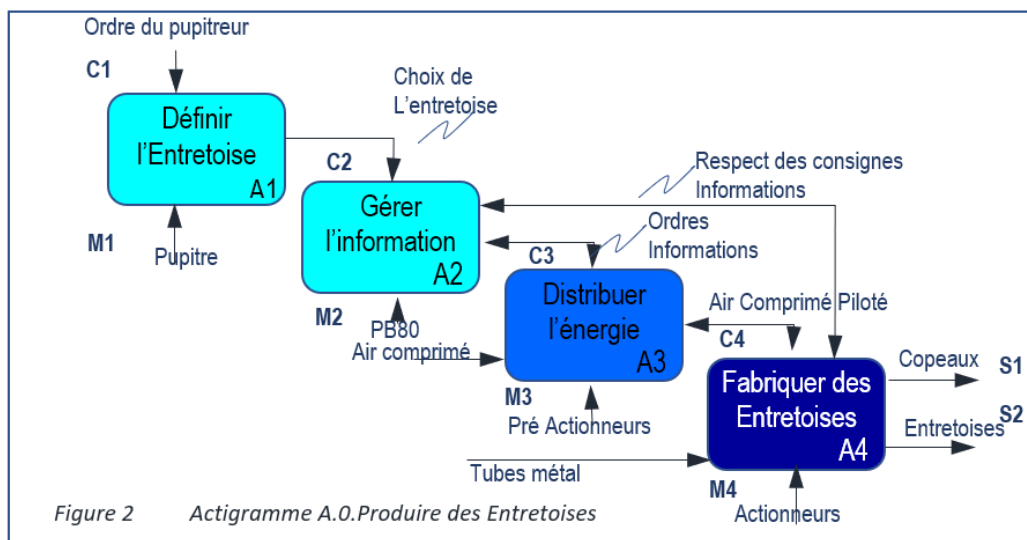 Ordre du pupitreur
C1
Définir
l'Entretoise
A1
M1
Pupitre
Choix de
L'entretoise
C2
Gérer
l'information
A2
M2
PB80
Air comprimé
Respect des consignes
Informations
Ordres
Informations
C3
Distribuer
l'énergie
A3
M3
Pré Actionneurs
Air Comprimé Piloté
C4
Fabriquer des
Entretoises
A4
Copeaux
S1
S2
Entretoises
Tubes métal
M4
Actionneurs
Figure 2 Actigramme A.0.Produire des Entretoises